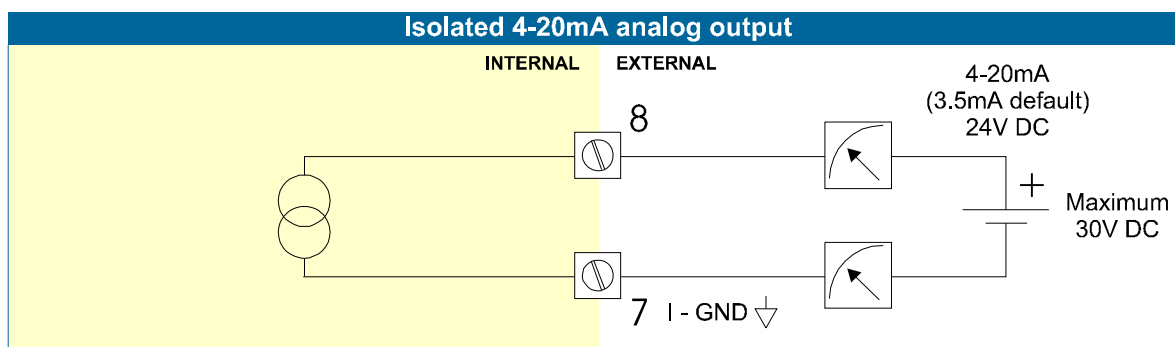 Isolated 4-20mA analog output
INTERNAL EXTERNAL
4-20mA
(3.5mA default)
24V DC
8
+
Maximum
30V DC
7 I - GND